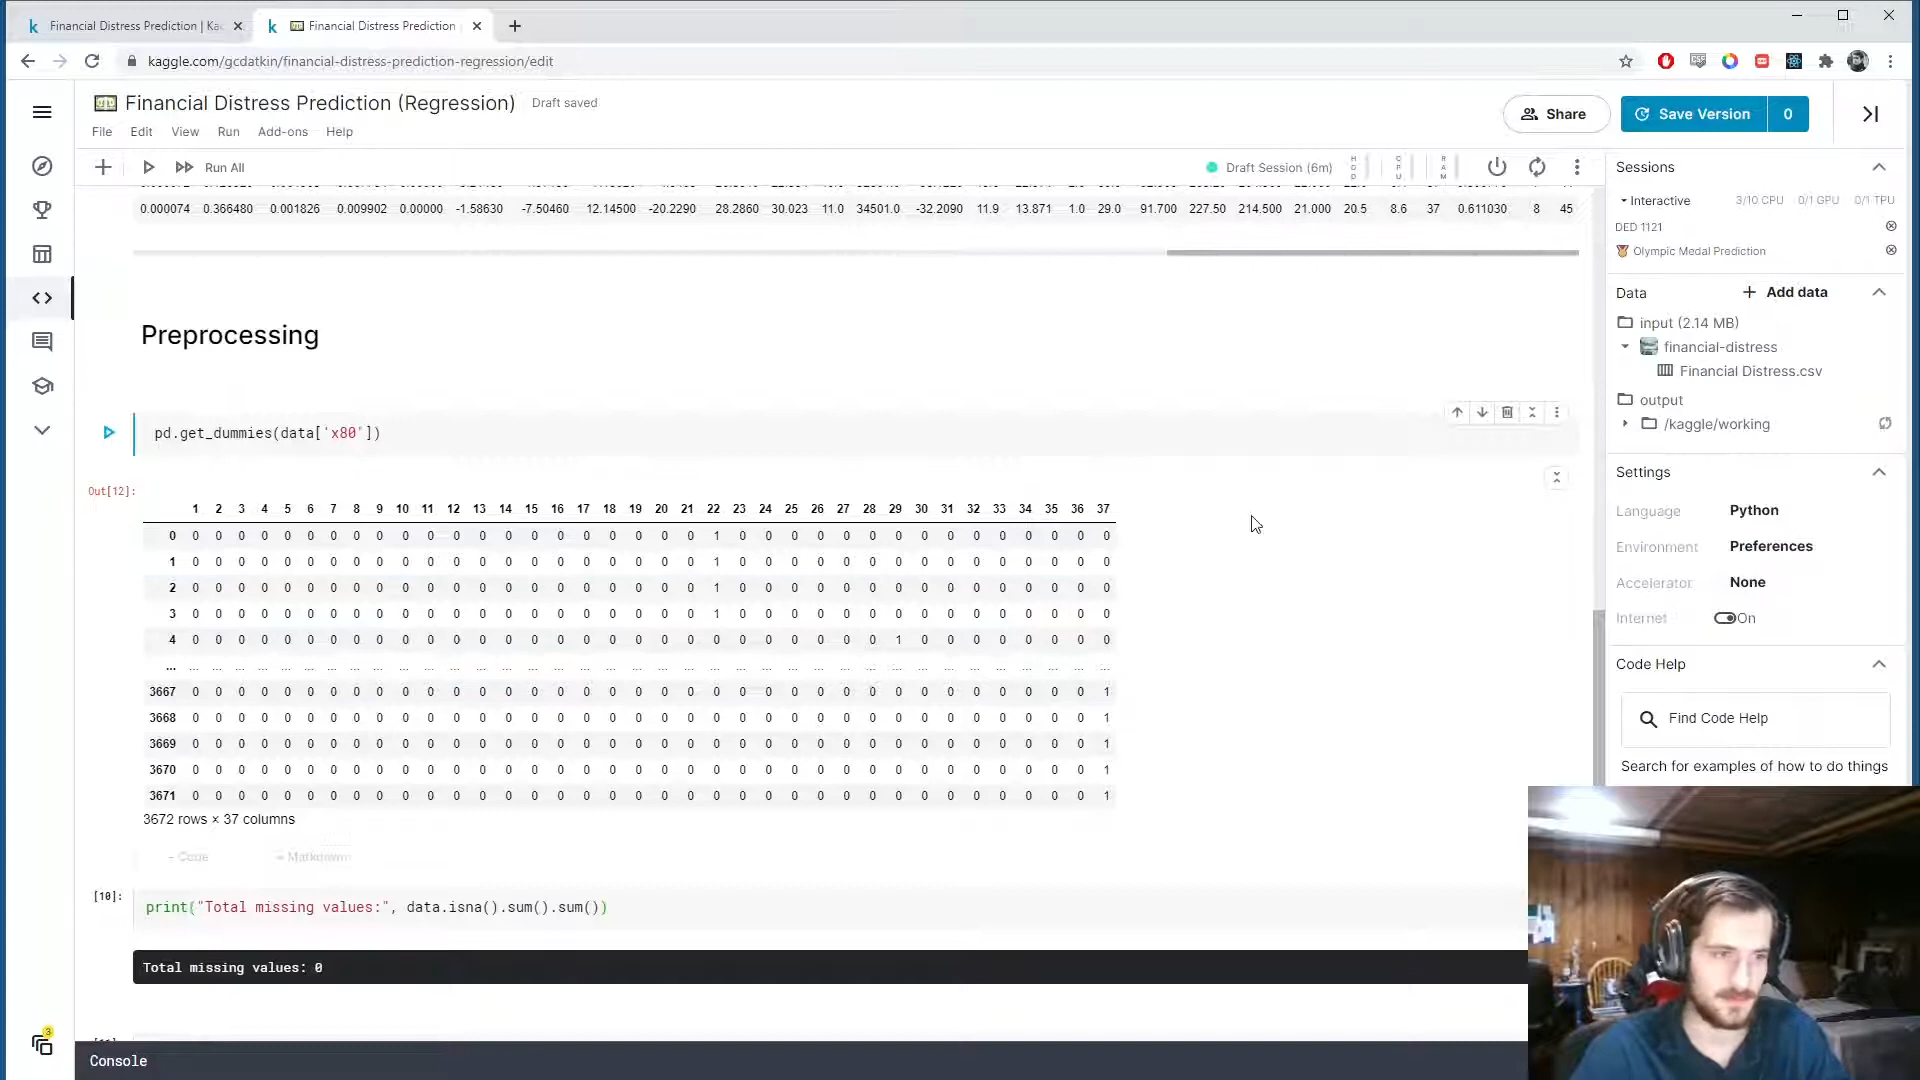 Financial Distress Prediction | Kac
Financial Distress Prediction
kaggle.com/gcdatkin/financial-distress-prediction-regression/edit
Financial Distress Prediction (Regression)
Draft saved
File Edit View Run Add-ons Help
Share
Save Version 0
Run All
Draft Session (6m)
HDD CPU RAM
0.000074 0.366480 0.001826 0.009902 0.00000 -1.58630 -7.50460 12.14500 -20.2290 28.2860 30.023 11.0 34501.0 -32.2090 11.9 13.871 1.0 29.0 91.700 227.50 214.500 21.000 20.5 8.6 37 0.611030 8 45
Preprocessing
pd.get_dummies(data['x80'])
Out[12]:
1 2 3 4 5 6 7 8 9 10 11 12 13 14 15 16 17 18 19 20 21 22 23 24 25 26 27 28 29 30 31 32 33 34 35 36 37
0 0 0 0 0 0 0 0 0 0 0 0 0 0 0 0 0 0 0 0 0 0 1 0 0 0 0 0 0 0 0 0 0 0 0 0 0 0
1 0 0 0 0 0 0 0 0 0 0 0 0 0 0 0 0 0 0 0 0 0 1 0 0 0 0 0 0 0 0 0 0 0 0 0 0 0
2 0 0 0 0 0 0 0 0 0 0 0 0 0 0 0 0 0 0 0 0 0 1 0 0 0 0 0 0 0 0 0 0 0 0 0 0 0
3 0 0 0 0 0 0 0 0 0 0 0 0 0 0 0 0 0 0 0 0 0 1 0 0 0 0 0 0 0 0 0 0 0 0 0 0 0
4 0 0 0 0 0 0 0 0 0 0 0 0 0 0 0 0 0 0 0 0 0 0 0 0 0 0 0 0 1 0 0 0 0 0 0 0 0
... ... ... ... ... ... ... ... ... ... ... ... ... ... ... ... ... ... ... ... ... ... ... ... ... ... ... ... ... ... ... ... ... ... ... ... ... ... ...
3667 0 0 0 0 0 0 0 0 0 0 0 0 0 0 0 0 0 0 0 0 0 0 0 0 0 0 0 0 0 0 0 0 0 0 0 0 1
3668 0 0 0 0 0 0 0 0 0 0 0 0 0 0 0 0 0 0 0 0 0 0 0 0 0 0 0 0 0 0 0 0 0 0 0 0 1
3669 0 0 0 0 0 0 0 0 0 0 0 0 0 0 0 0 0 0 0 0 0 0 0 0 0 0 0 0 0 0 0 0 0 0 0 0 1
3670 0 0 0 0 0 0 0 0 0 0 0 0 0 0 0 0 0 0 0 0 0 0 0 0 0 0 0 0 0 0 0 0 0 0 0 0 1
3671 0 0 0 0 0 0 0 0 0 0 0 0 0 0 0 0 0 0 0 0 0 0 0 0 0 0 0 0 0 0 0 0 0 0 0 0 1
3672 rows × 37 columns
+ Code + Markdown
[10]:
print("Total missing values:", data.isna().sum().sum())
Total missing values: 0
Console
3
Sessions
Interactive 3/10 CPU 0/1 GPU 0/1 TPU
DED 1121
Olympic Medal Prediction
Data + Add data
input (2.14 MB)
financial-distress
Financial Distress.csv
output
/kaggle/working
Settings
Language Python
Environment Preferences
Accelerator None
Internet On
Code Help
Find Code Help
Search for examples of how to do things